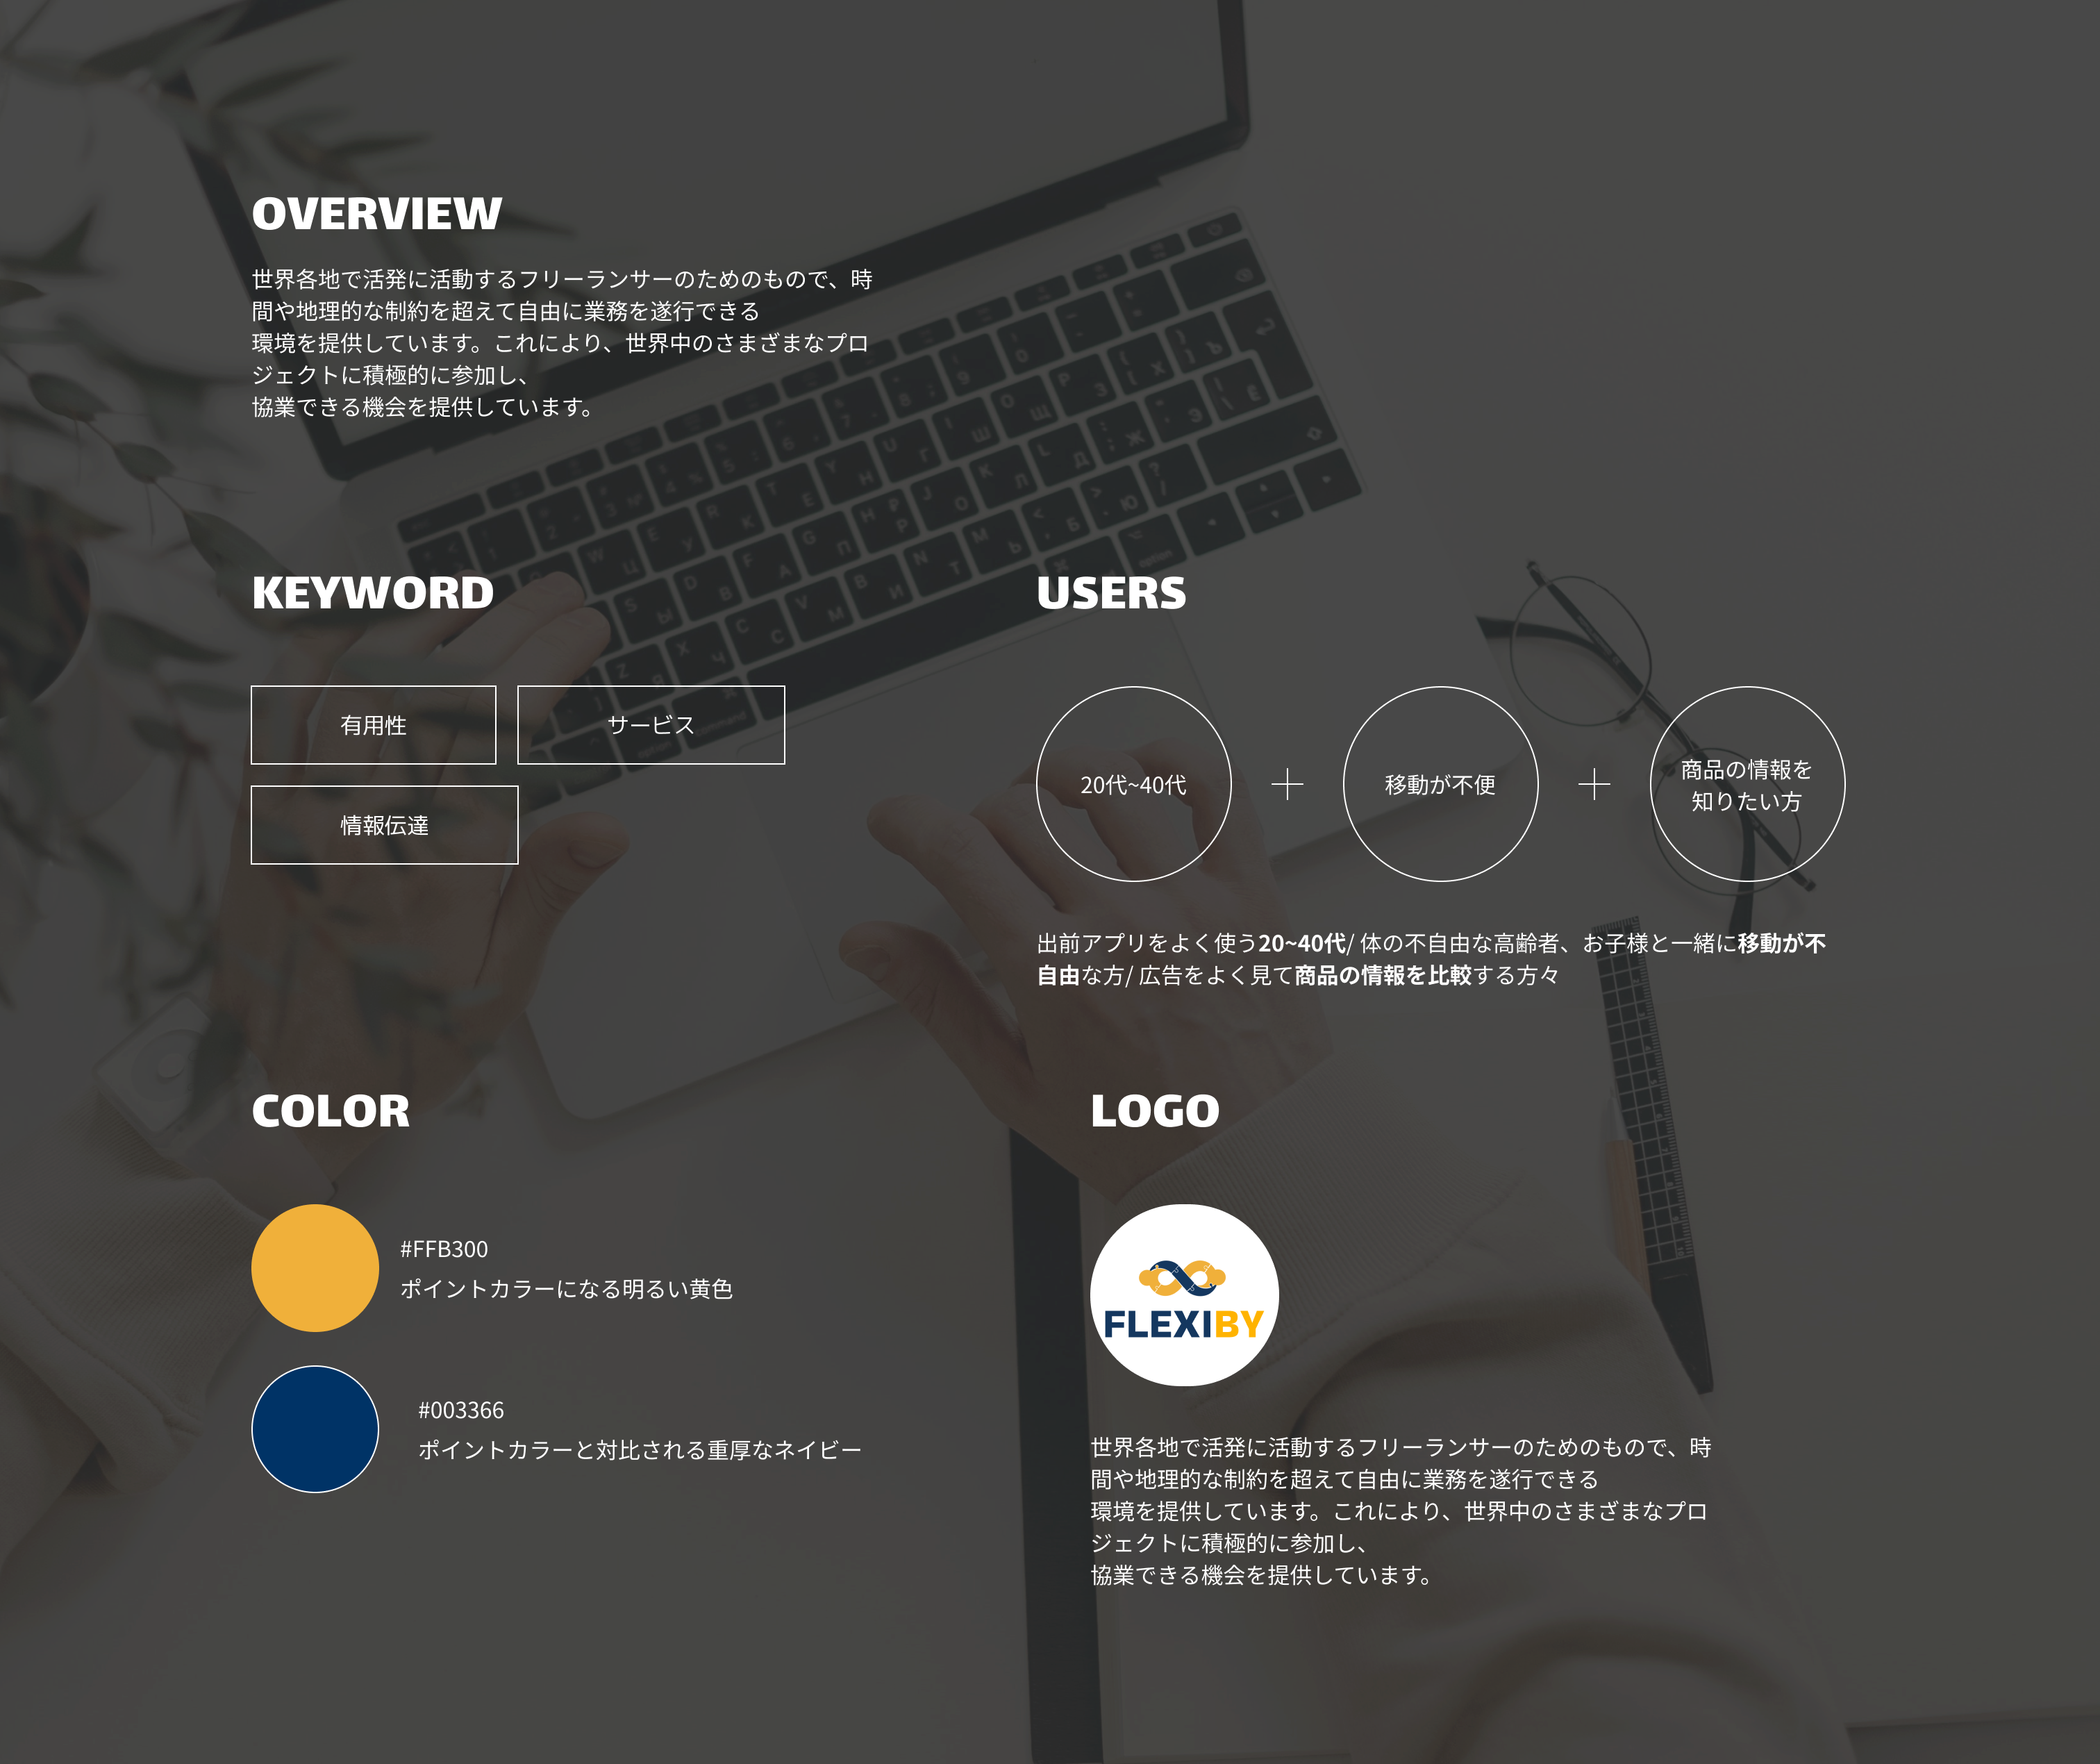 OVERVIEW
世界各地で活発に活動するフリーランサーのためのもので、時
間や地理的な制約を超えて自由に業務を遂行できる
環境を提供しています。これにより、世界中のさまざまなプロ
ジェクトに積極的に参加し、
協業できる機会を提供しています。
KEYWORD
有用性
サービス
情報伝達
USERS
20代~40代
移動が不便
商品の情報を
知りたい方
出前アプリをよく使う20~40代/ 体の不自由な高齢者、お子様と一緒に移動が不
自由な方/ 広告をよく見て商品の情報を比較する方々
COLOR
#FFB300
ポイントカラーになる明るい黄色
#003366
ポイントカラーと対比される重厚なネイビー
LOGO
FLEXIBY
世界各地で活発に活動するフリーランサーのためのもので、時
間や地理的な制約を超えて自由に業務を遂行できる
環境を提供しています。これにより、世界中のさまざまなプロ
ジェクトに積極的に参加し、
協業できる機会を提供しています。